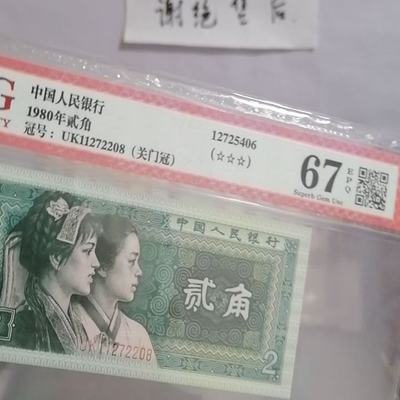 谢绝售后
G
TY
中国人民银行
1980年贰角
冠号：UK11272208（关门冠）
12725406
(☆☆☆)
67
EPQ
Superb Gem Unc
中国人民银行
贰角
UK11272208
2